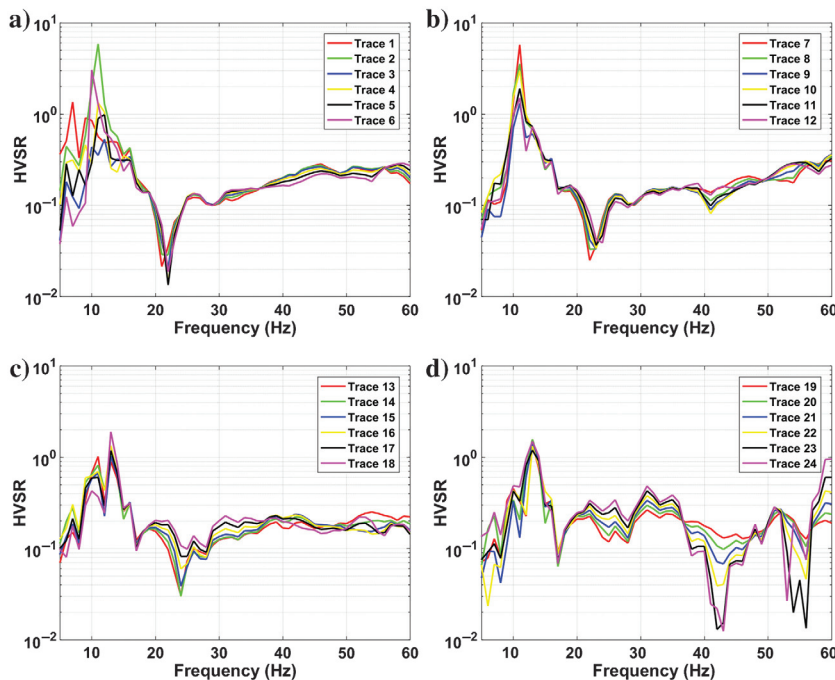 a)
HVSR
10^1
10^0
10^-1
10^-2
10 20 30 40 50 60
Frequency (Hz)
Trace 1
Trace 2
Trace 3
Trace 4
Trace 5
Trace 6
b)
HVSR
10^1
10^0
10^-1
10^-2
10 20 30 40 50 60
Frequency (Hz)
Trace 7
Trace 8
Trace 9
Trace 10
Trace 11
Trace 12
c)
HVSR
10^1
10^0
10^-1
10^-2
10 20 30 40 50 60
Frequency (Hz)
Trace 13
Trace 14
Trace 15
Trace 16
Trace 17
Trace 18
d)
HVSR
10^1
10^0
10^-1
10^-2
10 20 30 40 50 60
Frequency (Hz)
Trace 19
Trace 20
Trace 21
Trace 22
Trace 23
Trace 24